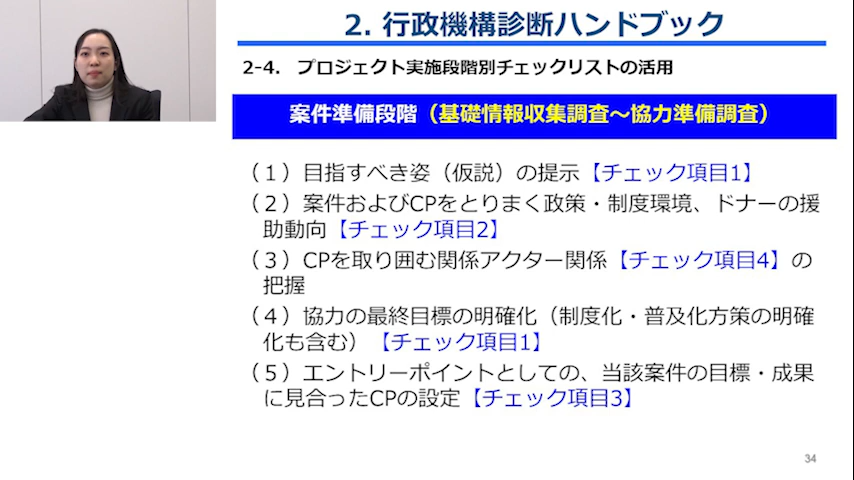 2. 行政機構診断ハンドブック
2-4. プロジェクト実施段階別チェックリストの活用
案件準備段階（基礎情報収集調査～協力準備調査）
（１）目指すべき姿（仮説）の提示【チェック項目1】
（２）案件およびCPをとりまく政策・制度環境、ドナーの援
助動向【チェック項目2】
（３）CPを取り囲む関係アクター関係【チェック項目4】の
把握
（４）協力の最終目標の明確化（制度化・普及化方策の明確
化も含む）【チェック項目1】
（５）エントリーポイントとしての、当該案件の目標・成果
に見合ったCPの設定【チェック項目3】
34